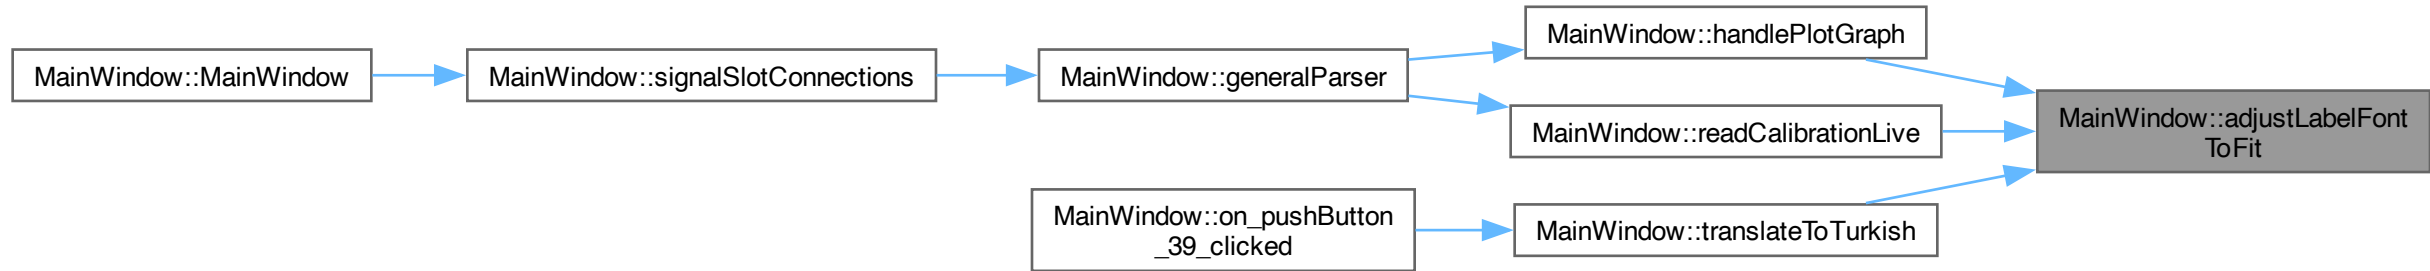 MainWindow::MainWindow
MainWindow::signalSlotConnections
MainWindow::generalParser
MainWindow::handlePlotGraph
MainWindow::readCalibrationLive
MainWindow::adjustLabelFont
ToFit
MainWindow::on_pushButton
_39_clicked
MainWindow::translateToTurkish